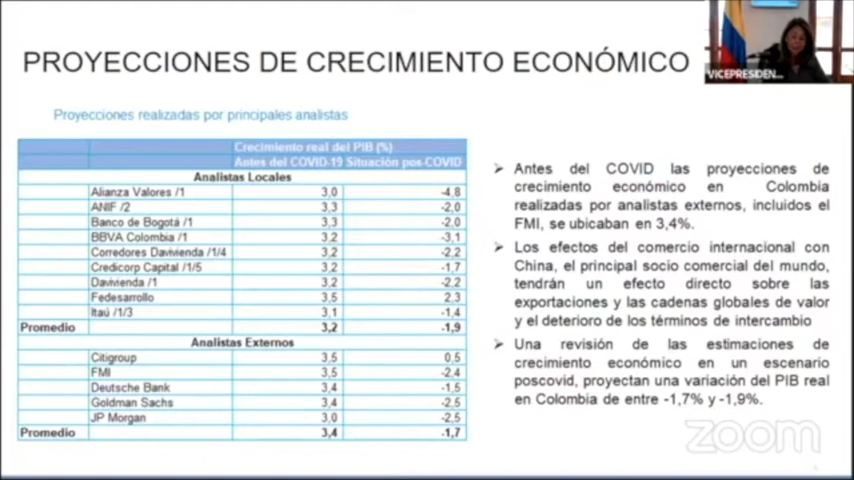 PROYECCIONES DE CRECIMIENTO ECONÓMICO
VICEPRESIDEN...
Proyecciones realizadas por principales analistas
Crecimiento real del PIB (%)
Antes del COVID-19 Situación pos-COVID
Analistas Locales
Alianza Valores /1 3,0 -4,8
ANIF /2 3,3 -2,0
Banco de Bogotá /1 3,3 -2,0
BBVA Colombia /1 3,2 -3,1
Corredores Davivienda /1/4 3,2 -2,2
Credicorp Capital /1/5 3,2 -1,7
Davivienda /1 3,2 -2,2
Fedesarrollo 3,5 2,3
Itaú /1/3 3,1 -1,4
Promedio 3,2 -1,9
Analistas Externos
Citigroup 3,5 0,5
FMI 3,5 -2,4
Deutsche Bank 3,4 -1,5
Goldman Sachs 3,4 -2,5
JP Morgan 3,0 -2,5
Promedio 3,4 -1,7
Antes del COVID las proyecciones de
crecimiento económico en Colombia
realizadas por analistas externos, incluidos el
FMI, se ubicaban en 3,4%.
Los efectos del comercio internacional con
China, el principal socio comercial del mundo,
tendrán un efecto directo sobre las
exportaciones y las cadenas globales de valor
y el deterioro de los términos de intercambio
Una revisión de las estimaciones de
crecimiento económico en un escenario
poscovid, proyectan una variación del PIB real
en Colombia de entre -1,7% y -1,9%.
zoom